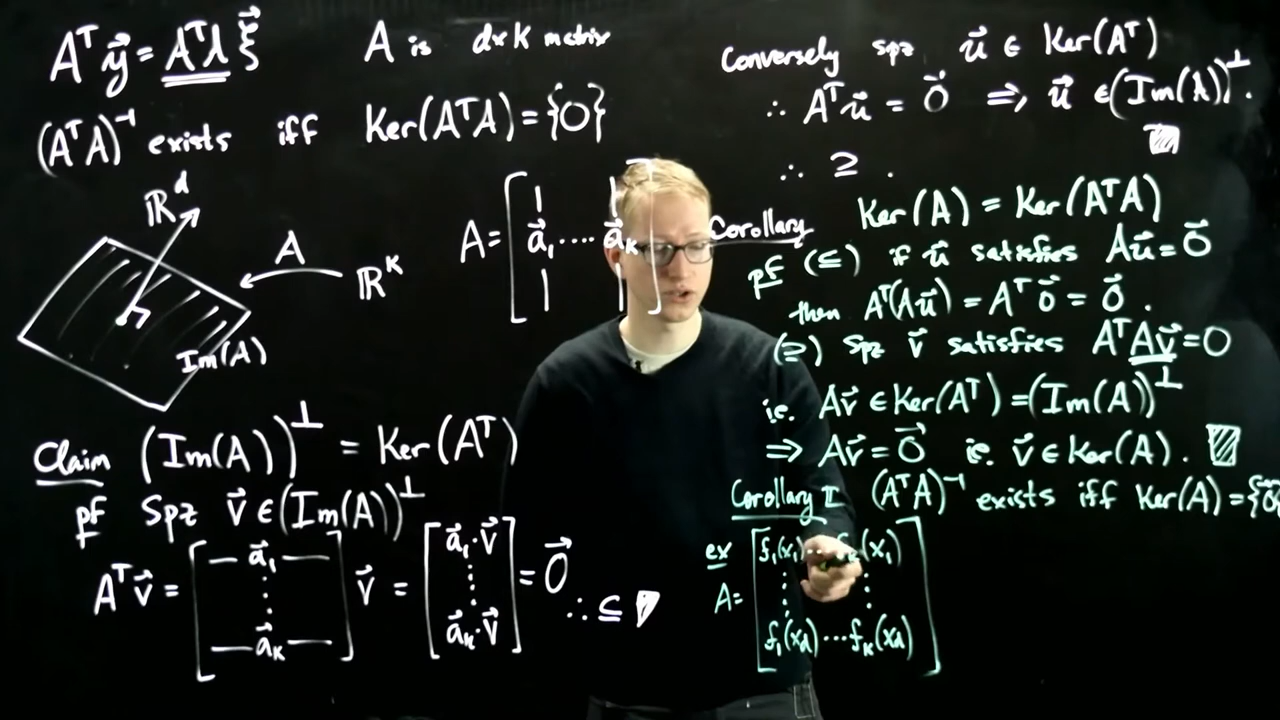 Aᵀy⃗ = AᵀA ξ⃗
A is d×k matrix
(AᵀA)⁻¹ exists iff Ker(AᵀA) = {0}
ℝᵈ
A
ℝᴷ
Im(A)
A = [a⃗₁ ···· a⃗ₖ]
Claim (Im(A))^⊥ = Ker(Aᵀ)
pf Spz v⃗ ∈ (Im(A))^⊥
Aᵀv⃗ = [— a⃗₁ — ⋮ — a⃗ₖ —] v⃗ = [a⃗₁·v⃗ ⋮ a⃗ₖ·v⃗] = 0⃗
∴ ⊆
Conversely spz u⃗ ∈ Ker(Aᵀ)
∴ Aᵀu⃗ = 0⃗ ⇒ u⃗ ∈ (Im(A))^⊥.
∴ ⊇ .
Corollary Ker(A) = Ker(AᵀA)
pf (⊆) if u⃗ satisfies Au⃗ = 0⃗
then Aᵀ(Au⃗) = Aᵀ0⃗ = 0⃗ .
(⊇) Spz v⃗ satisfies AᵀAv⃗ = 0
ie. Av⃗ ∈ Ker(Aᵀ) = (Im(A))^⊥
⇒ Av⃗ = 0⃗ ie. v⃗ ∈ Ker(A).
Corollary II (AᵀA)⁻¹ exists iff Ker(A) = {0}
ex
A = [f₁(x₁) ··· fₖ(x₁)
⋮ ⋮
f₁(x_d) ··· fₖ(x_d)]